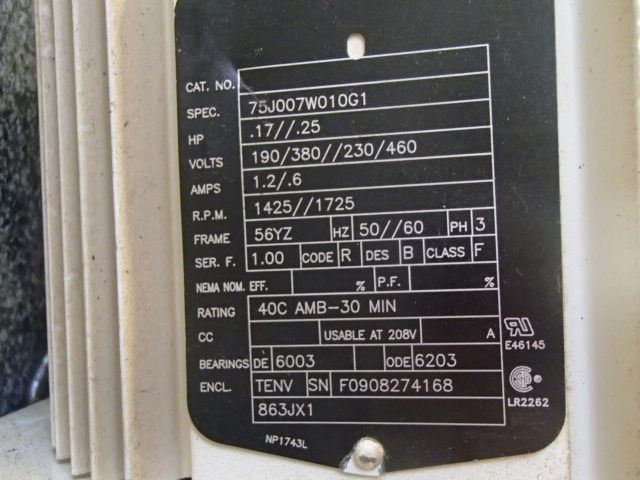 CAT. NO.
SPEC. 75J007W010G1
HP .17//.25
VOLTS 190/380//230/460
AMPS 1.2/.6
R.P.M. 1425//1725
FRAME 56YZ HZ 50//60 PH 3
SER. F. 1.00 CODE R DES B CLASS F
NEMA NOM. EFF. % P.F. %
RATING 40C AMB-30 MIN
CC USABLE AT 208V A
BEARINGS DE 6003 ODE 6203
ENCL. TENV SN F0908274168
863JX1
NP1743L
RU
E46145
SP®
LR2262